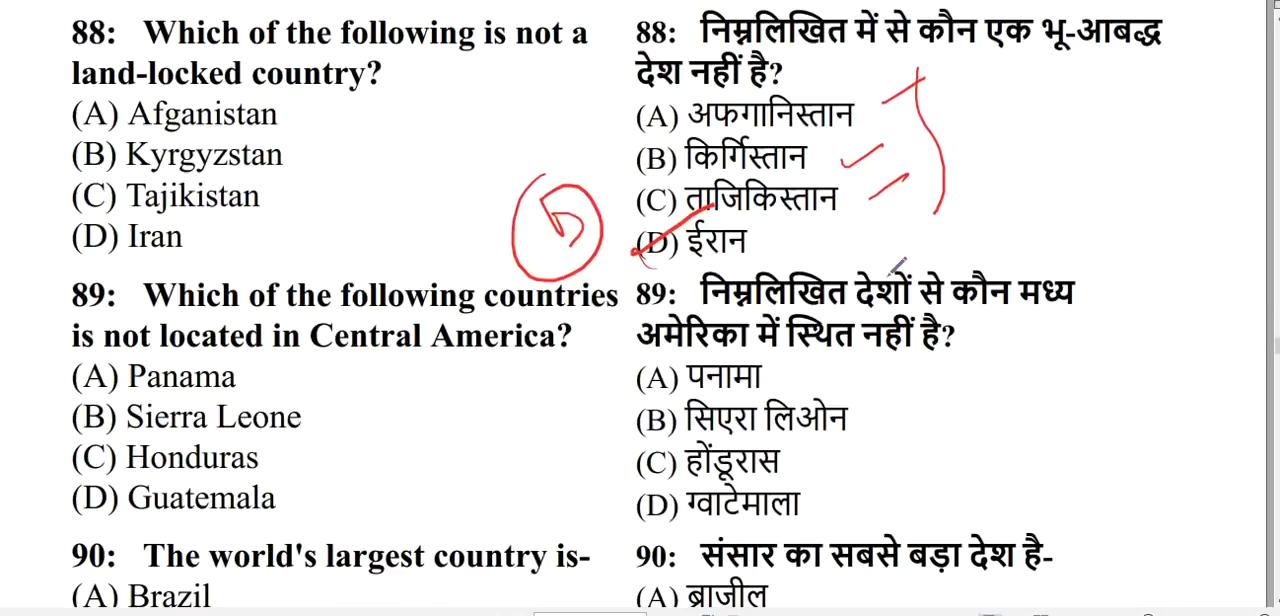 88: Which of the following is not a
land-locked country?
(A) Afganistan
(B) Kyrgyzstan
(C) Tajikistan
(D) Iran
D
89: Which of the following countries
is not located in Central America?
(A) Panama
(B) Sierra Leone
(C) Honduras
(D) Guatemala
90: The world's largest country is-
(A) Brazil
88: निम्नलिखित में से कौन एक भू-आबद्ध
देश नहीं है?
(A) अफगानिस्तान
(B) किर्गिस्तान
(C) ताजिकिस्तान
(D) ईरान
89: निम्नलिखित देशों से कौन मध्य
अमेरिका में स्थित नहीं है?
(A) पनामा
(B) सिएरा लिओन
(C) होंडूरास
(D) ग्वाटेमाला
90: संसार का सबसे बड़ा देश है-
(A) ब्राजील